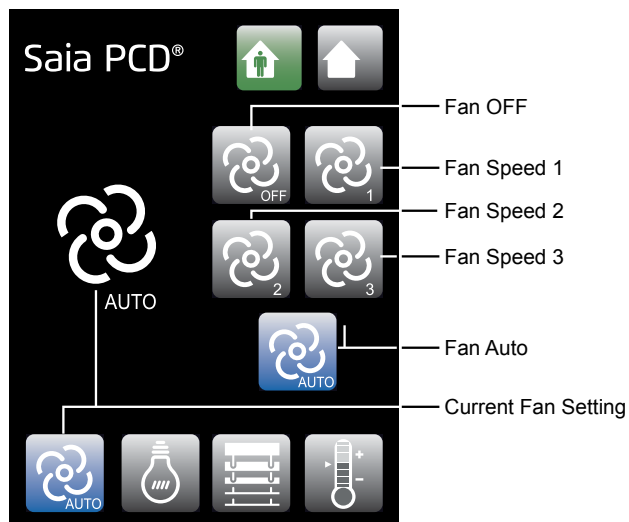 Saia PCD®
Fan OFF
OFF
1
Fan Speed 1
Fan Speed 2
2
3
Fan Speed 3
AUTO
AUTO
Fan Auto
Current Fan Setting
AUTO
+
−